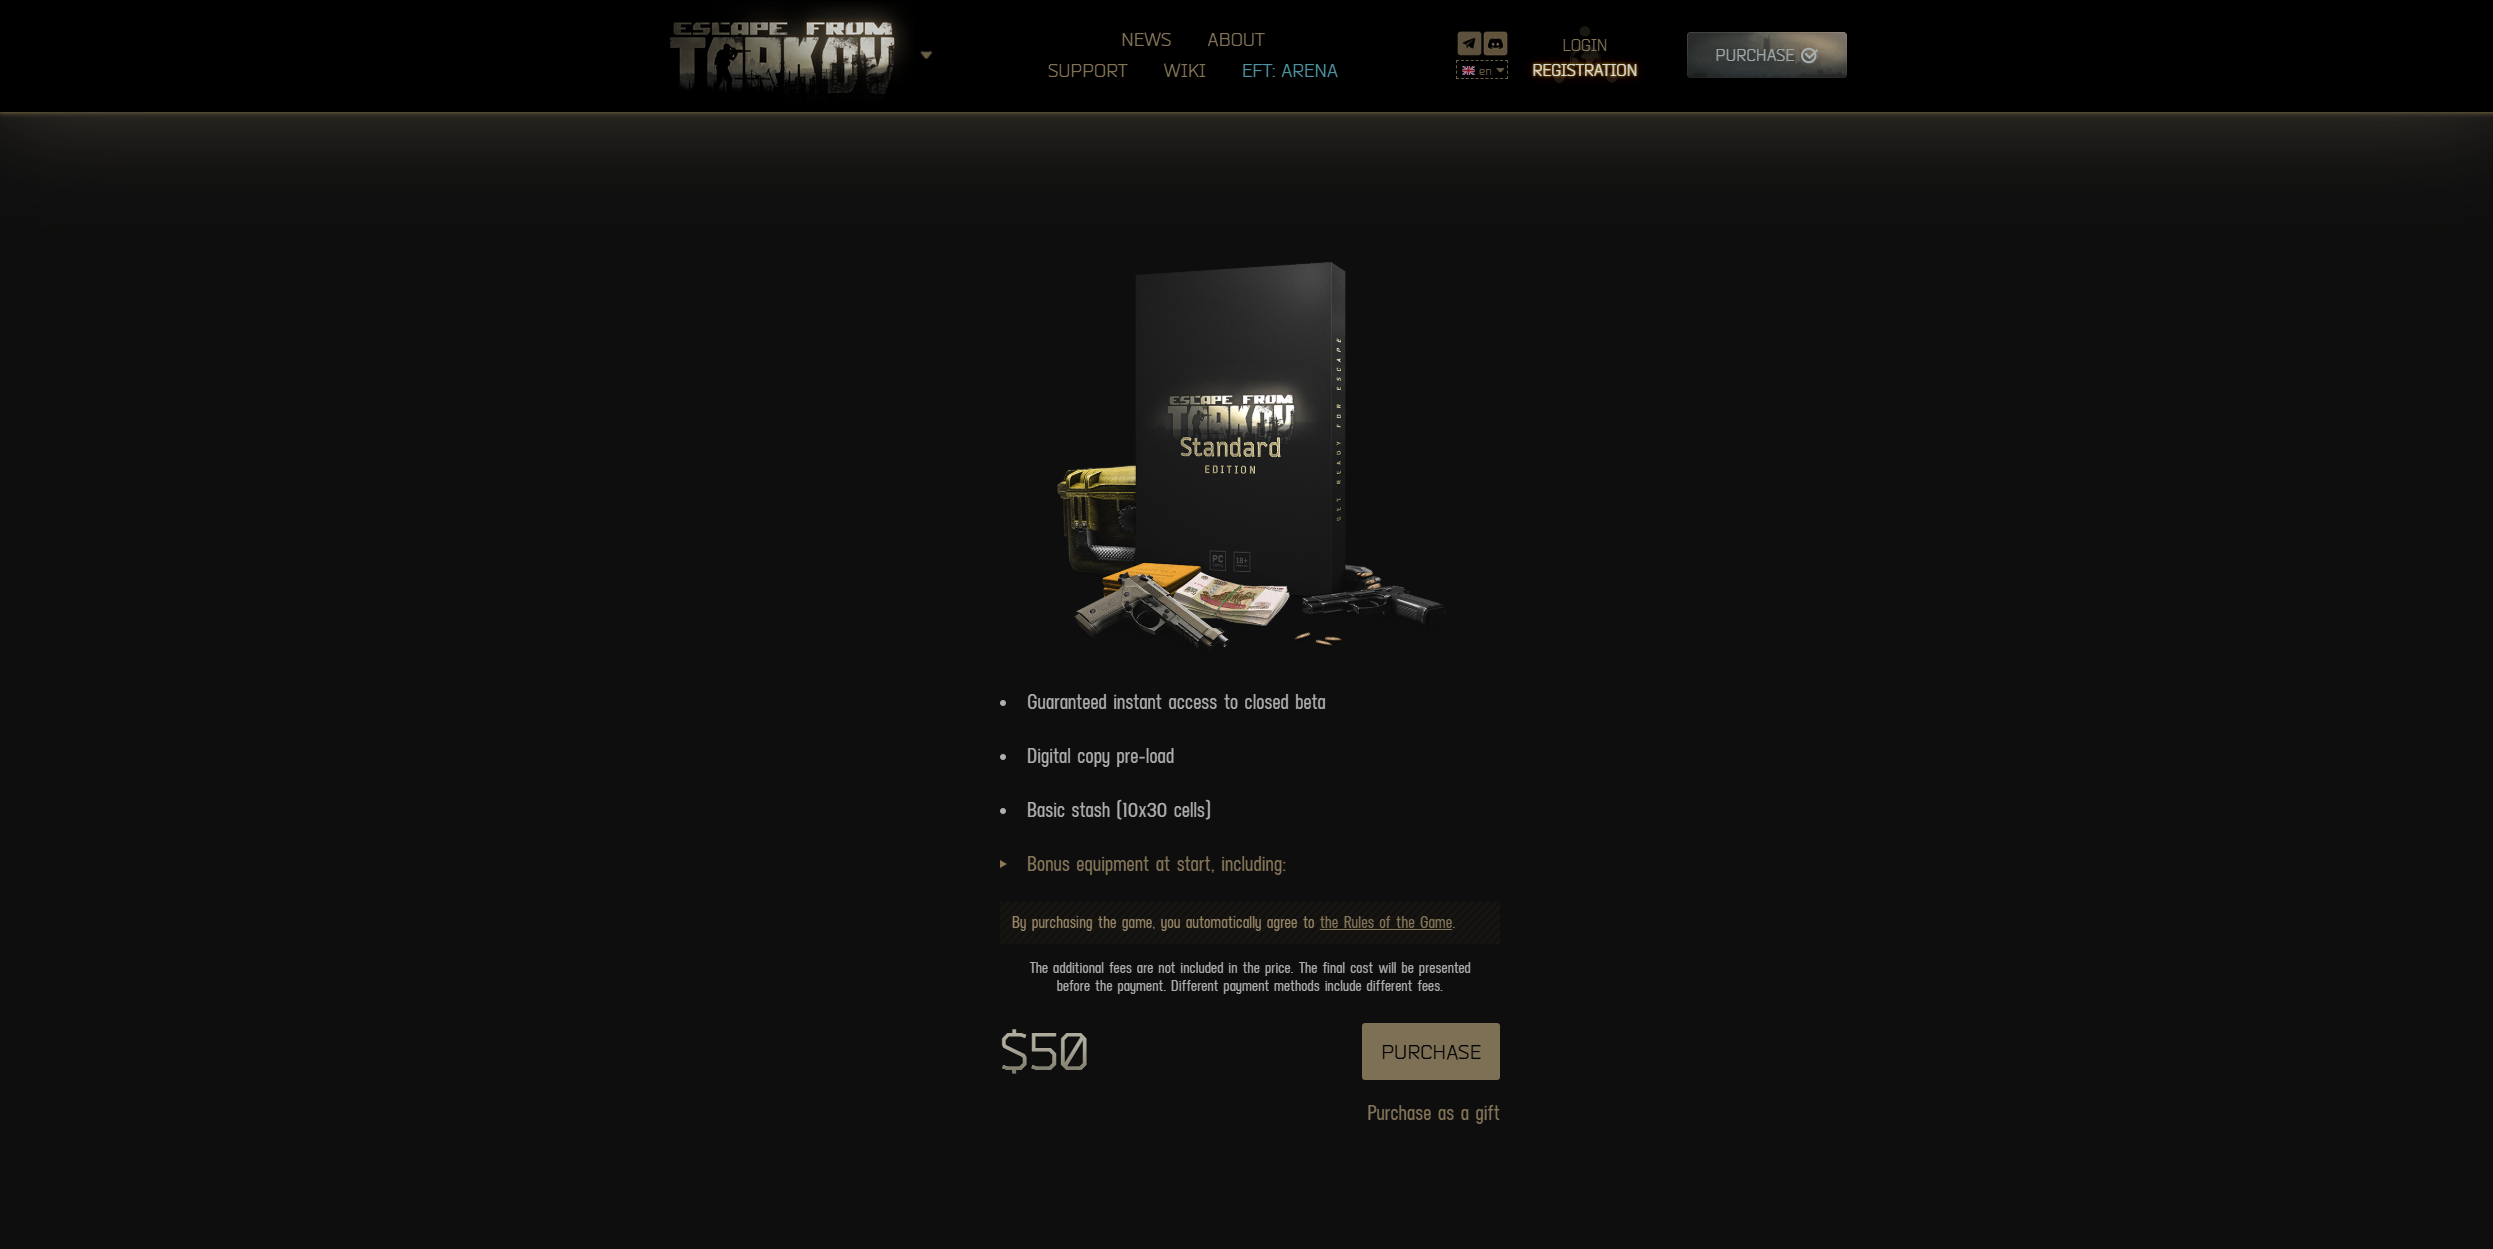 ESCAPE FROM
TARKOV
NEWS ABOUT
SUPPORT WIKI EFT: ARENA
en
LOGIN
REGISTRATION
PURCHASE
ESCAPE FROM
TARKOV
Standard
EDITION
GET READY FOR ESCAPE
PC
18+
Guaranteed instant access to closed beta
Digital copy pre-load
Basic stash (10x30 cells)
Bonus equipment at start, including:
By purchasing the game, you automatically agree to the Rules of the Game.
The additional fees are not included in the price. The final cost will be presented
before the payment. Different payment methods include different fees.
$50
PURCHASE
Purchase as a gift